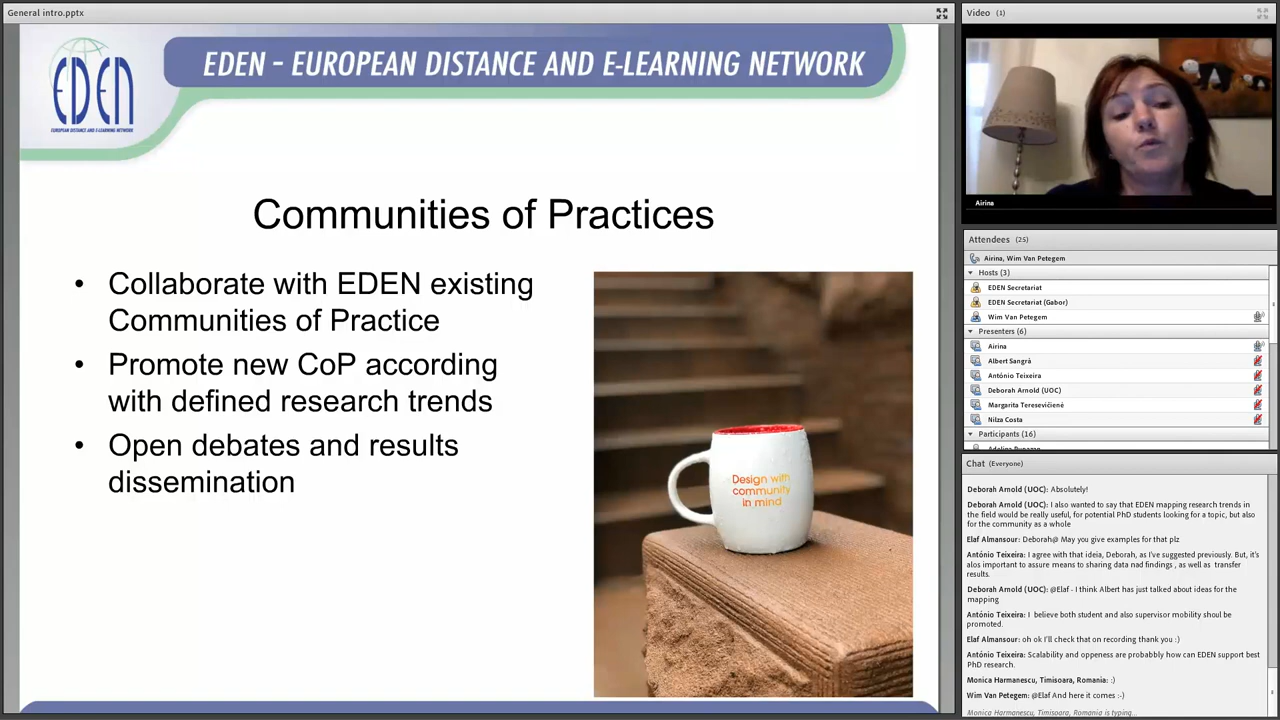 General intro.pptx
EDEN
EUROPEAN DISTANCE AND E-LEARNING NETWORK
EDEN - EUROPEAN DISTANCE AND E-LEARNING NETWORK
Communities of Practices
• Collaborate with EDEN existing
Communities of Practice
• Promote new CoP according
with defined research trends
• Open debates and results
dissemination
Design with
community
in mind
Video (1)
Airina
Attendees (25)
Airina, Wim Van Petegem
Hosts (3)
EDEN Secretariat
EDEN Secretariat (Gabor)
Wim Van Petegem
Presenters (6)
Airina
Albert Sangrà
António Teixeira
Deborah Arnold (UOC)
Margarita Teresevičienė
Nilza Costa
Participants (16)
Chat (Everyone)
Deborah Arnold (UOC): Absolutely!
Deborah Arnold (UOC): I also wanted to say that EDEN mapping research trends in
the field would be really useful, for potential PhD students looking for a topic, but also
for the community as a whole
Elaf Almansour: Deborah@ May you give examples for that plz
António Teixeira: I agree with that ideia, Deborah, as I've suggested previously. But, it's
alos important to assure means to sharing data nad findings , as well as transfer
results.
Deborah Arnold (UOC): @Elaf - I think Albert has just talked about ideas for the
mapping
António Teixeira: I believe both student and also supervisor mobility shoul be
promoted.
Elaf Almansour: oh ok I'll check that on recording thank you :)
António Teixeira: Scalability and oppeness are probabbly how can EDEN support best
PhD research.
Monica Harmanescu, Timisoara, Romania: :)
Wim Van Petegem: @Elaf And here it comes :-)
Monica Harmanescu, Timisoara, Romania is typing...